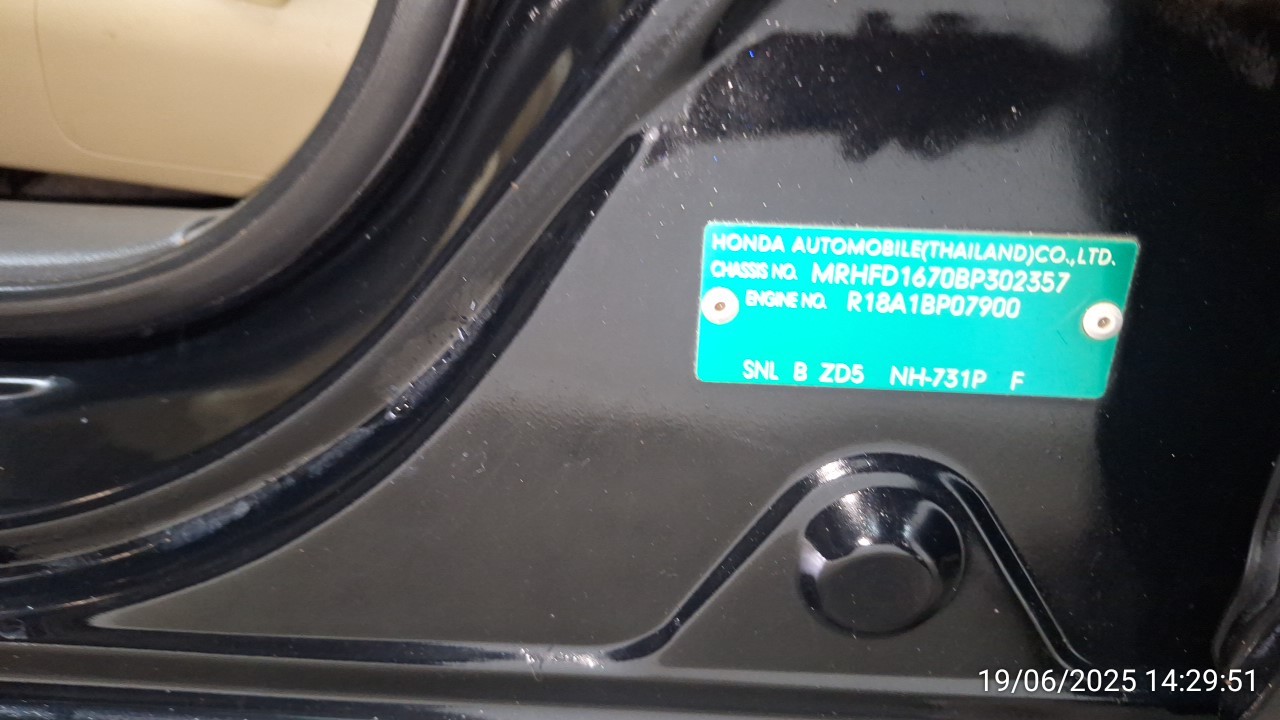 HONDA AUTOMOBILE(THAILAND)CO.,LTD.
CHASSIS NO. MRHFD1670BP302357
ENGINE NO. R18A1BP07900
SNL B ZD5 NH-731P F
19/06/2025 14:29:51